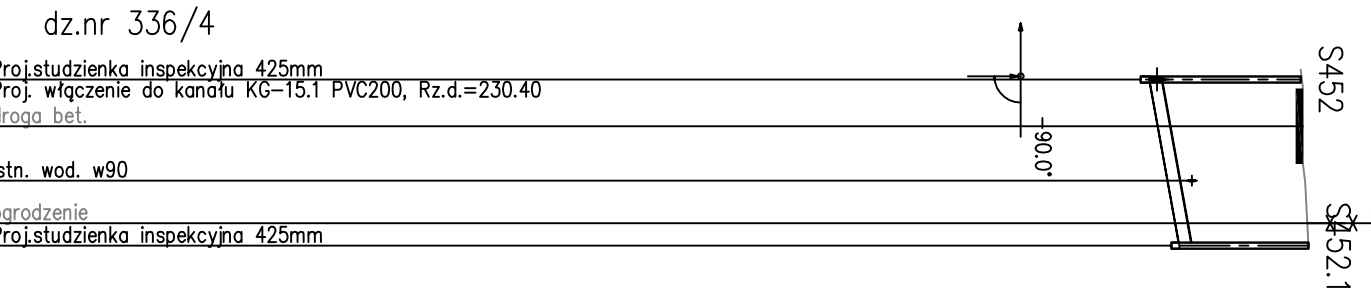 dz.nr 336/4
Proj.studzienka inspekcyjna 425mm
Proj. włączenie do kanału KG-15.1 PVC200, Rz.d.=230.40
droga bet.
stn. wod. w90
ogrodzenie
Proj.studzienka inspekcyjna 425mm
-90.0°
S452
S452.1